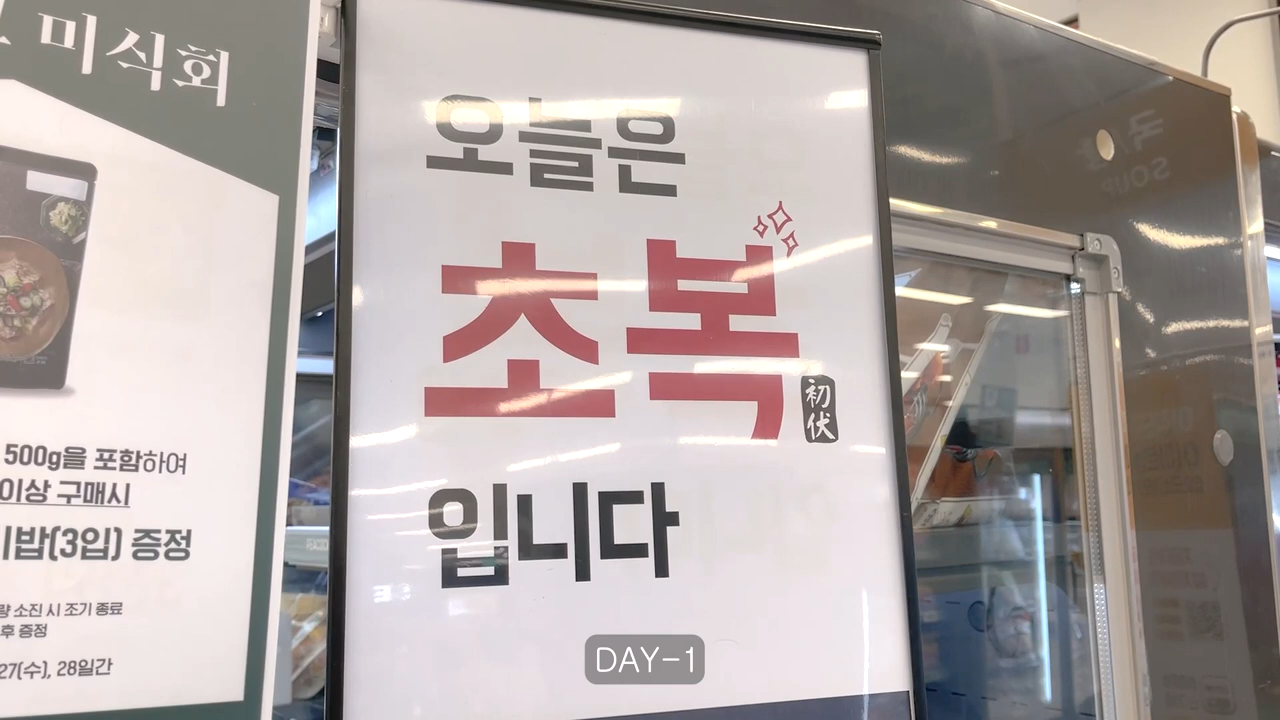 미식회
500g을 포함하여
이상 구매시
밥(3입) 증정
소진 시 조기 종료
후 증정
27(수), 28일간
오늘은
초복
初伏
입니다
SOUP
DAY-1